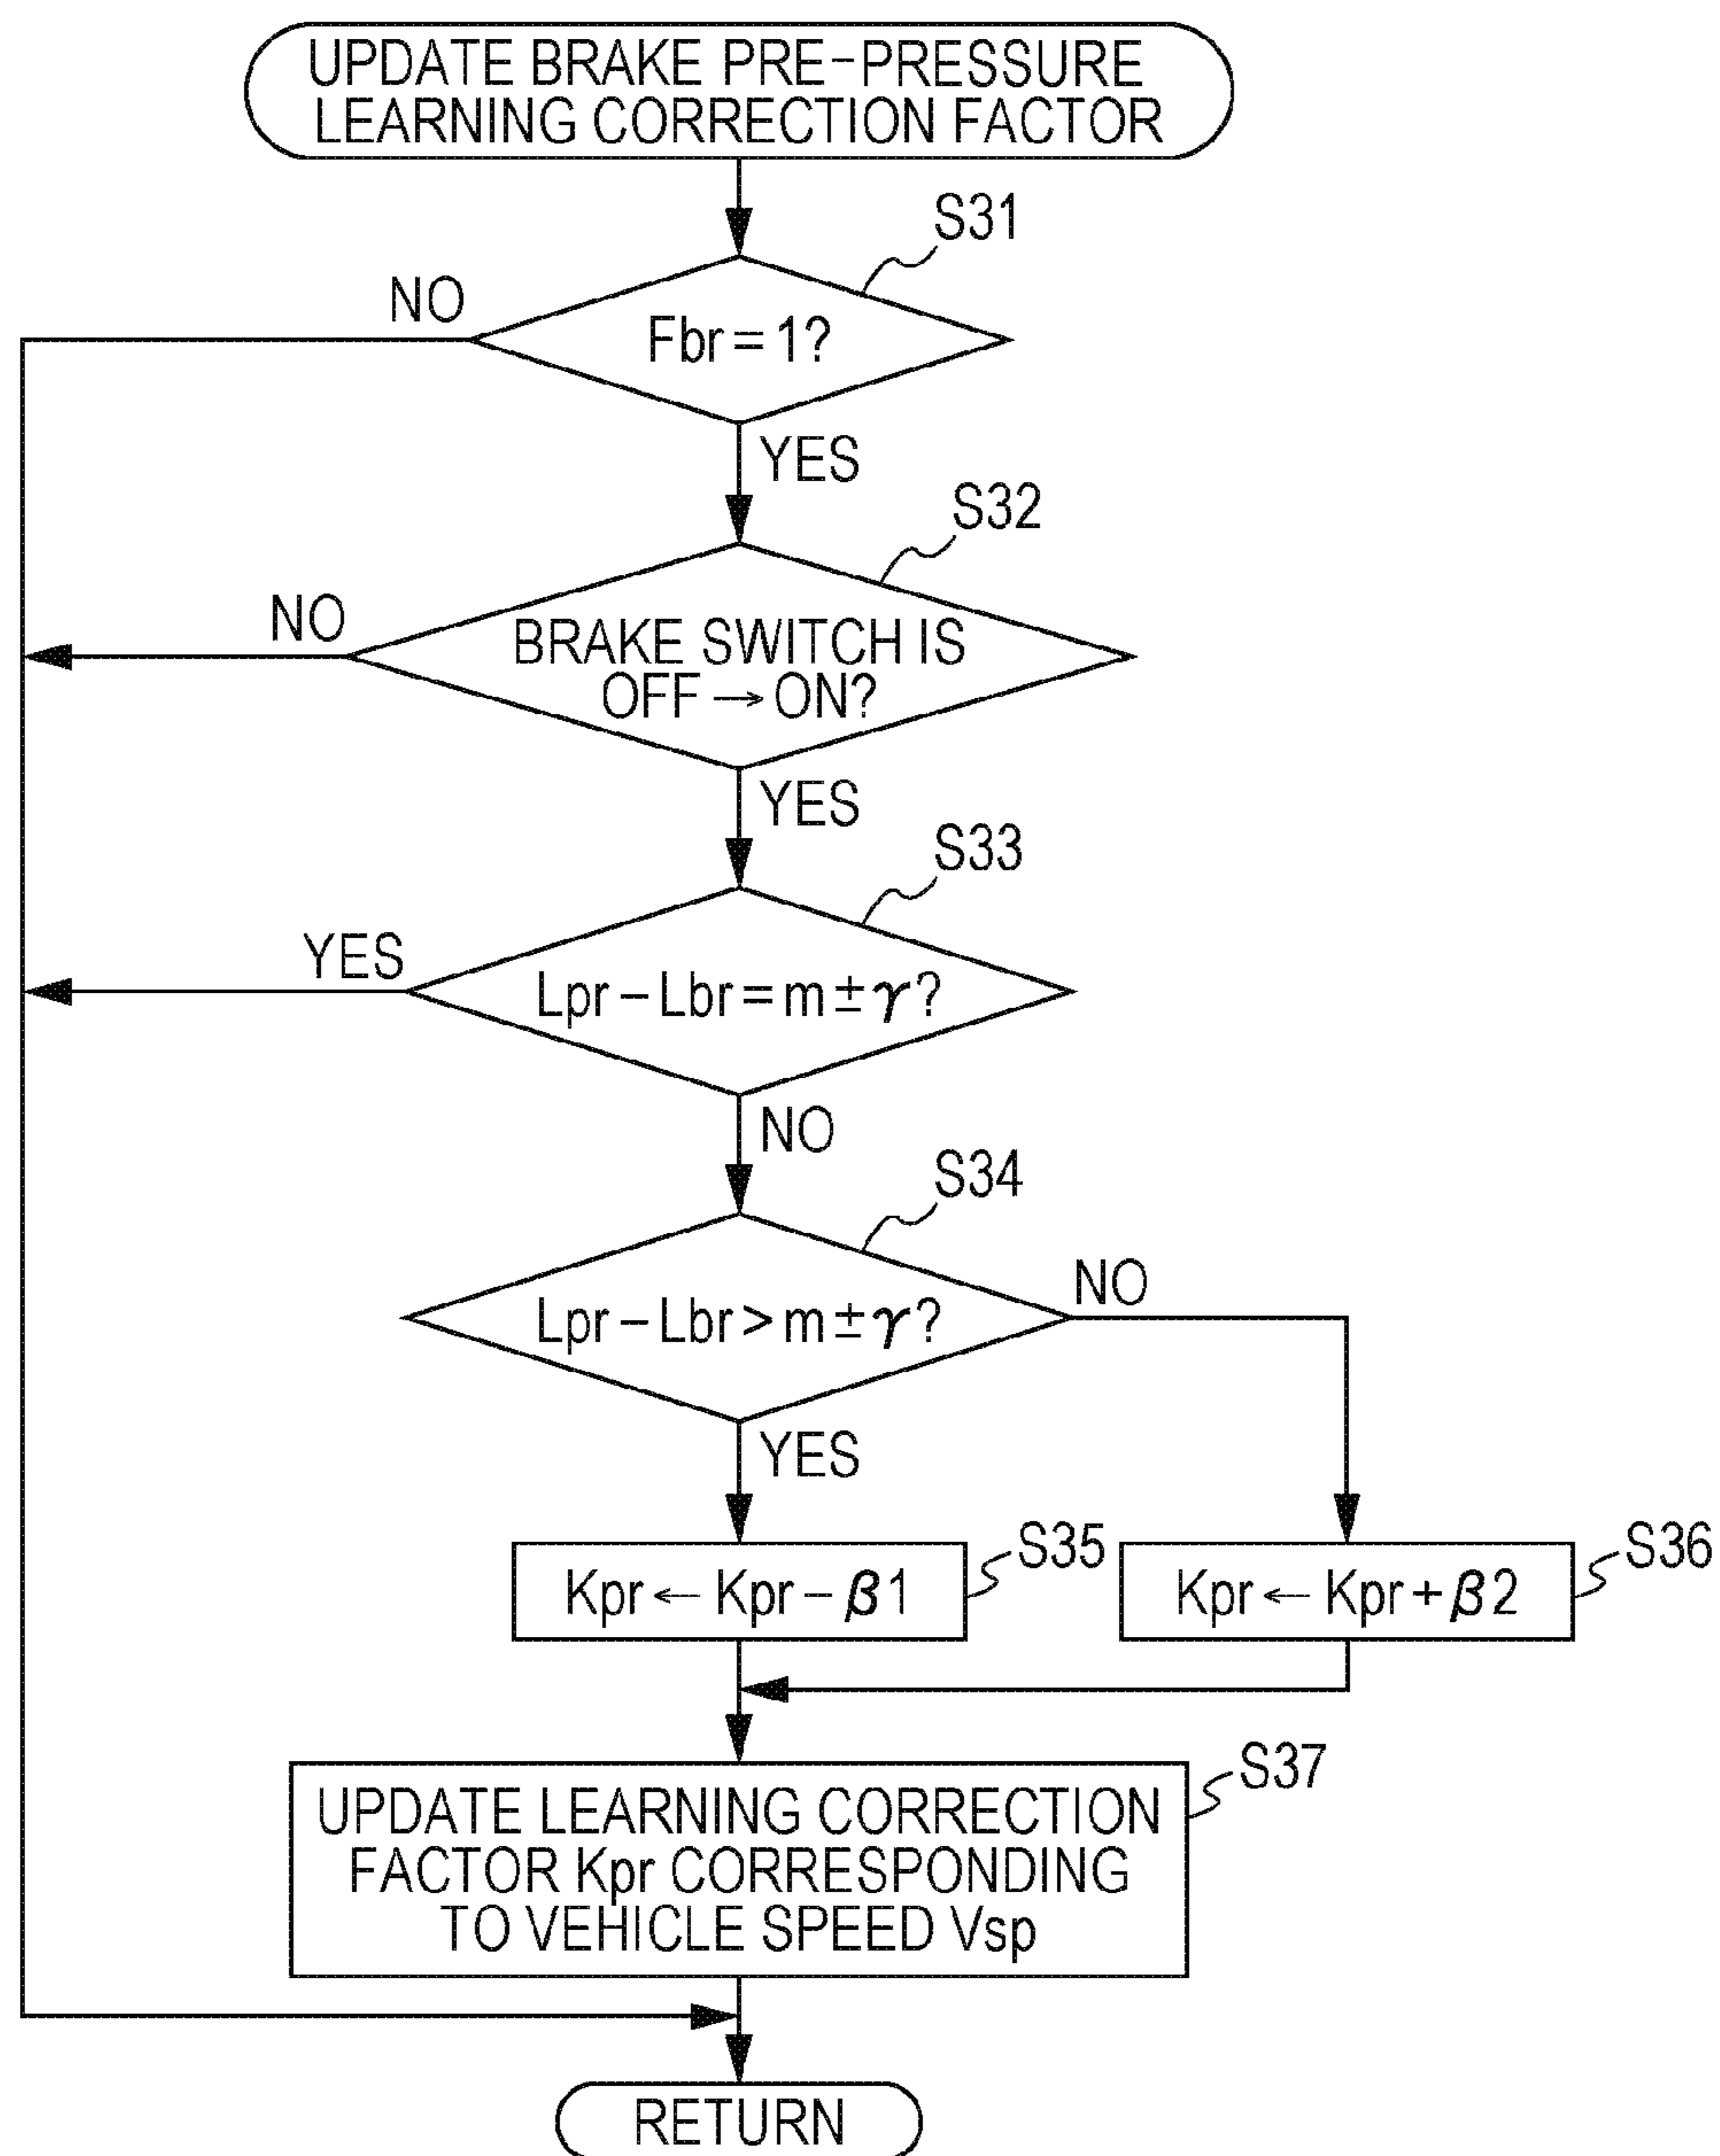 UPDATE BRAKE PRE-PRESSURE
LEARNING CORRECTION FACTOR
S31
NO
Fbr = 1?
YES
S32
NO
BRAKE SWITCH IS
OFF → ON?
YES
S33
YES
Lpr − Lbr = m ± γ?
NO
S34
NO
Lpr − Lbr > m ± γ?
YES
S35
Kpr ← Kpr − β1
S36
Kpr ← Kpr + β2
S37
UPDATE LEARNING CORRECTION
FACTOR Kpr CORRESPONDING
TO VEHICLE SPEED Vsp
RETURN